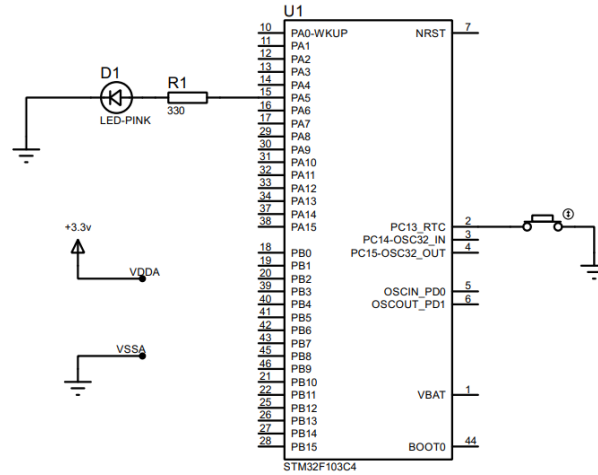 U1
10 PA0-WKUP NRST 7
11 PA1
12 PA2
13 PA3
14 PA4
D1 R1 15 PA5
LED-PINK 330 16 PA6
17 PA7
29 PA8
30 PA9
31 PA10
32 PA11
33 PA12
34 PA13
37 PA14
38 PA15 PC13_RTC 2
PC14-OSC32_IN 3
PC15-OSC32_OUT 4
+3.3v
VDDA
18 PB0
19 PB1
20 PB2
39 PB3 OSCIN_PD0 5
40 PB4 OSCOUT_PD1 6
41 PB5
42 PB6
43 PB7
VSSA
45 PB8
46 PB9
21 PB10
22 PB11 VBAT 1
25 PB12
26 PB13
27 PB14
28 PB15 BOOT0 44
STM32F103C4